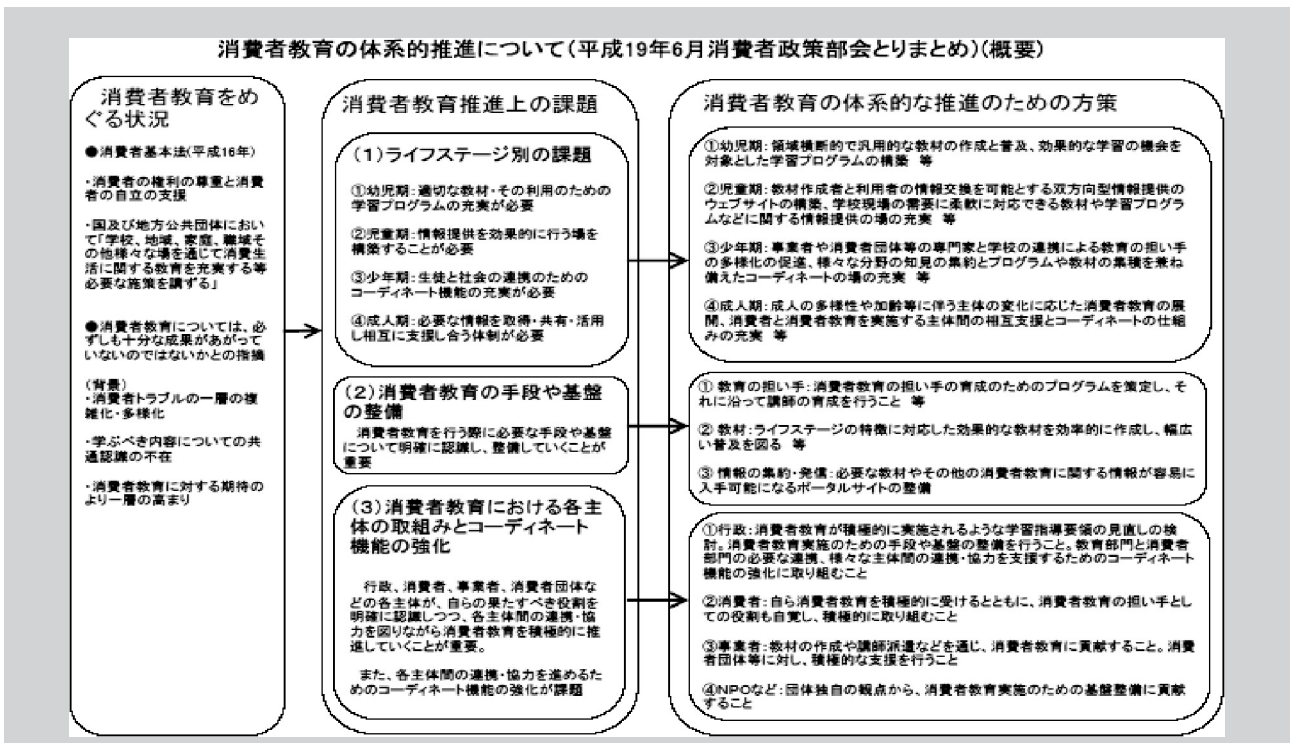 消費者教育の体系的推進について(平成19年6月消費者政策部会とりまとめ)(概要)
消費者教育をめ
ぐる状況
●消費者基本法(平成16年)
・消費者の権利の尊重と消費
者の自立の支援
・国及び地方公共団体におい
て「学校、地域、家庭、職域そ
の他様々な場を通じて消費生
活に関する教育を充実する等
必要な施策を講ずる」
●消費者教育については、必
ずしも十分な成果があがって
いないのではないかとの指摘
(背景)
・消費者トラブルの一層の複
雑化・多様化
・学ぶべき内容についての共
通認識の不在
・消費者教育に対する期待の
より一層の高まり
消費者教育推進上の課題
(1)ライフステージ別の課題
①幼児期:適切な教材・その利用のための
学習プログラムの充実が必要
②児童期:情報提供を効果的に行う場を
構築することが必要
③少年期:生徒と社会の連携のための
コーディネート機能の充実が必要
④成人期:必要な情報を取得・共有・活用
し相互に支援し合う体制が必要
(2)消費者教育の手段や基盤
の整備
消費者教育を行う際に必要な手段や基盤
について明確に認識し、整備していくことが
重要
(3)消費者教育における各主
体の取組みとコーディネート
機能の強化
行政、消費者、事業者、消費者団体な
どの各主体が、自らの果たすべき役割を
明確に認識しつつ、各主体間の連携・協
力を図りながら消費者教育を積極的に推
進していくことが重要。
また、各主体間の連携・協力を進めるた
めのコーディネート機能の強化が課題
消費者教育の体系的な推進のための方策
①幼児期:領域横断的で汎用的な教材の作成と普及、効果的な学習の機会を
対象とした学習プログラムの構築 等
②児童期:教材作成者と利用者の情報交換を可能とする双方向型情報提供の
ウェブサイトの構築、学校現場の需要に柔軟に対応できる教材や学習プログラ
ムなどに関する情報提供の場の充実 等
③少年期:事業者や消費者団体等の専門家と学校の連携による教育の担い手
の多様化の促進、様々な分野の知見の集約とプログラムや教材の集積を兼ね
備えたコーディネートの場の充実 等
④成人期:成人の多様性や加齢等に伴う主体の変化に応じた消費者教育の展
開、消費者と消費者教育を実施する主体間の相互支援とコーディネートの仕組
みの充実 等
① 教育の担い手:消費者教育の担い手の育成のためのプログラムを策定し、そ
れに沿って講師の育成を行うこと 等
② 教材:ライフステージの特徴に対応した効果的な教材を効率的に作成し、幅広
い普及を図る 等
③ 情報の集約・発信:必要な教材やその他の消費者教育に関する情報が容易に
入手可能になるポータルサイトの整備
①行政:消費者教育が積極的に実施されるような学習指導要領の見直しの検
討。消費者教育実施のための手段や基盤の整備を行うこと。教育部門と消費者
部門の必要な連携、様々な主体間の連携・協力を支援するためのコーディネート
機能の強化に取り組むこと
②消費者:自ら消費者教育を積極的に受けるとともに、消費者教育の担い手とし
ての役割も自覚し、積極的に取り組むこと
③事業者:教材の作成や講師派遣などを通じ、消費者教育に貢献すること。消費
者団体等に対し、積極的な支援を行うこと
④NPOなど:団体独自の観点から、消費者教育実施のための基盤整備に貢献
すること